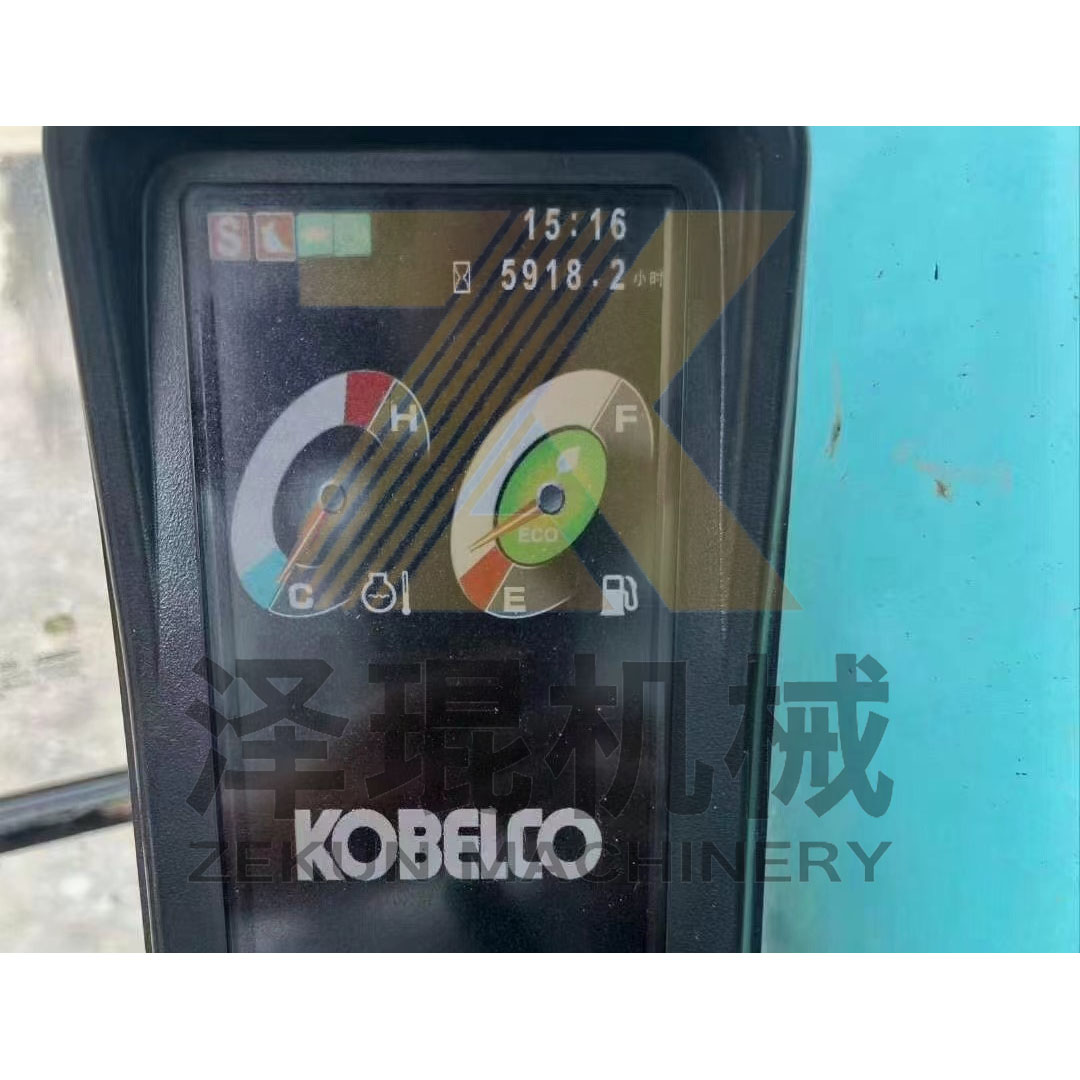 S
15:16
5918.2小时
H
F
ECO
C
E
泽琨机械
KOBELCO
ZEKUN MACHINERY